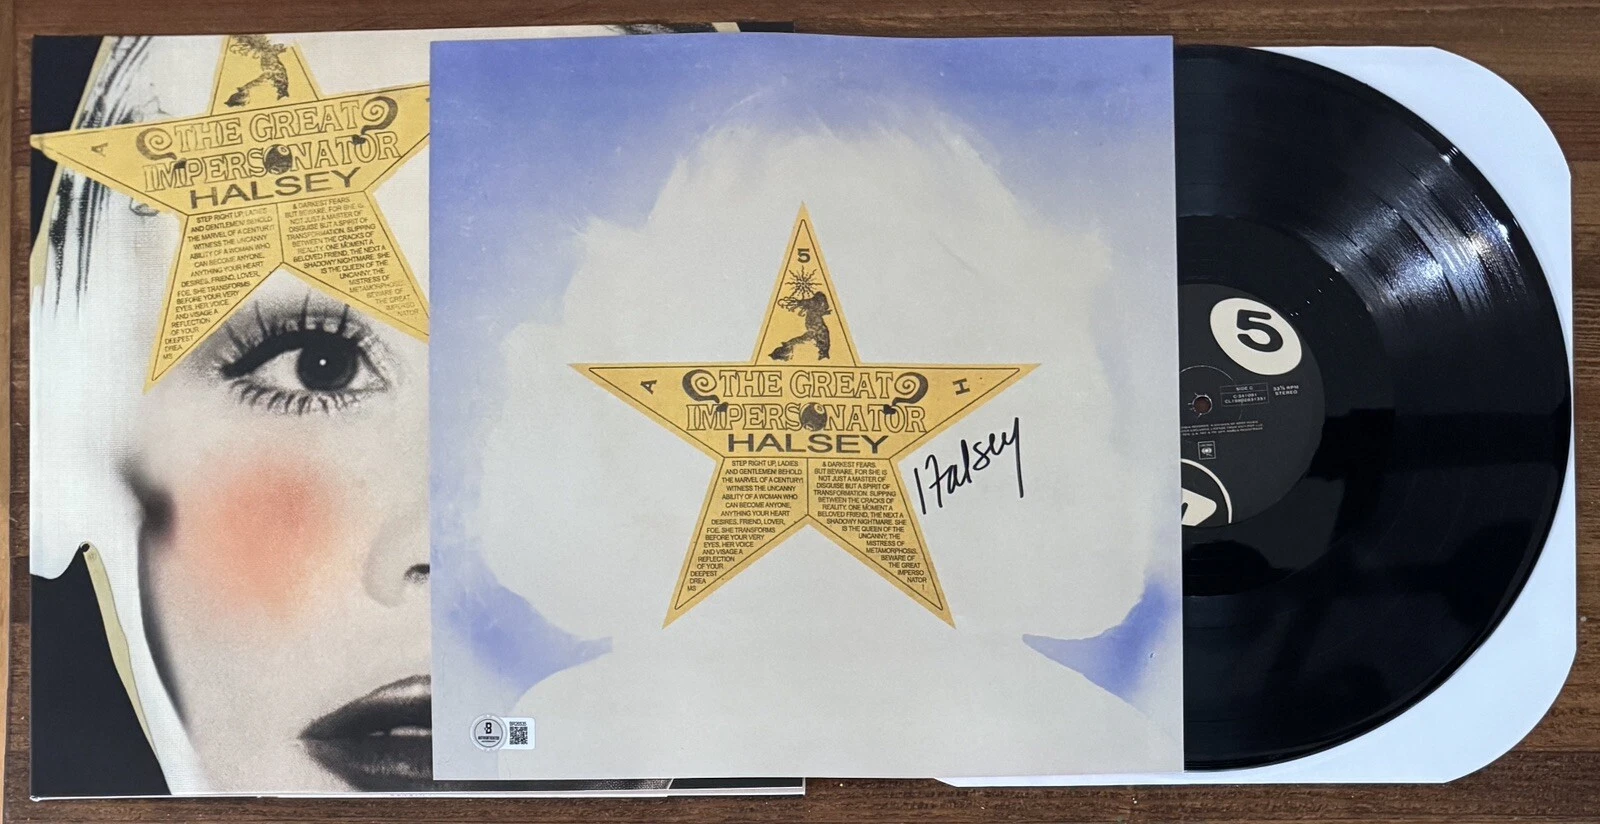 THE GREAT
IMPERSONATOR
HALSEY
A
STEP RIGHT UP, LADIES
AND GENTLEMEN! BEHOLD
THE MARVEL OF A CENTURY!
WITNESS THE UNCANNY
ABILITY OF A WOMAN WHO
CAN BECOME ANYONE,
ANYTHING YOUR HEART
DESIRES, FRIEND, LOVER,
FOE, SHE TRANSFORMS
BEFORE YOUR VERY
EYES, HER VOICE
AND VISAGE A
REFLECTION
OF YOUR
DEEPEST
DREA
MS
& DARKEST FEARS.
BUT BEWARE, FOR SHE IS
NOT JUST A MASTER OF
DISGUISE BUT A SPIRIT OF
TRANSFORMATION, SLIPPING
BETWEEN THE CRACKS OF
REALITY. ONE MOMENT A
BELOVED FRIEND, THE NEXT A
SHADOWY NIGHTMARE. SHE
IS THE QUEEN OF THE
UNCANNY, THE
MISTRESS OF
METAMORPHOSIS.
BEWARE OF
THE GREAT
IMPERSO
NATOR
5
A
H
THE GREAT
IMPERSONATOR
HALSEY
STEP RIGHT UP, LADIES
AND GENTLEMEN! BEHOLD
THE MARVEL OF A CENTURY!
WITNESS THE UNCANNY
ABILITY OF A WOMAN WHO
CAN BECOME ANYONE,
ANYTHING YOUR HEART
DESIRES, FRIEND, LOVER,
FOE, SHE TRANSFORMS
BEFORE YOUR VERY
EYES, HER VOICE
AND VISAGE A
REFLECTION
OF YOUR
DEEPEST
DREA
MS
& DARKEST FEARS.
BUT BEWARE, FOR SHE IS
NOT JUST A MASTER OF
DISGUISE BUT A SPIRIT OF
TRANSFORMATION, SLIPPING
BETWEEN THE CRACKS OF
REALITY. ONE MOMENT A
BELOVED FRIEND, THE NEXT A
SHADOWY NIGHTMARE. SHE
IS THE QUEEN OF THE
UNCANNY, THE
MISTRESS OF
METAMORPHOSIS.
BEWARE OF
THE GREAT
IMPERSO
NATOR
Halsey
B
5
SIDE C
33⅓ RPM
STEREO